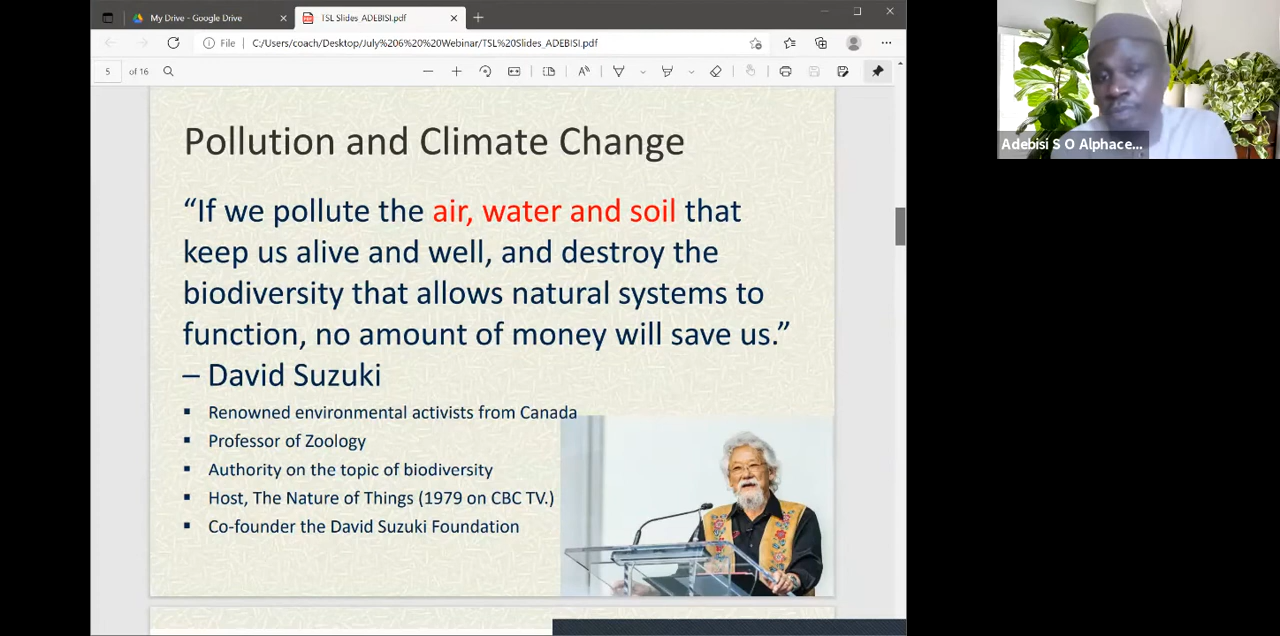 My Drive - Google Drive
TSL Slides_ADEBISI.pdf
File
C:/Users/coach/Desktop/July%206%20%20Webinar/TSL%20Slides_ADEBISI.pdf
5 of 16
Pollution and Climate Change
“If we pollute the air, water and soil that
keep us alive and well, and destroy the
biodiversity that allows natural systems to
function, no amount of money will save us.”
– David Suzuki
▪ Renowned environmental activists from Canada
▪ Professor of Zoology
▪ Authority on the topic of biodiversity
▪ Host, The Nature of Things (1979 on CBC TV.)
▪ Co-founder the David Suzuki Foundation
Adebisi S O Alphace...